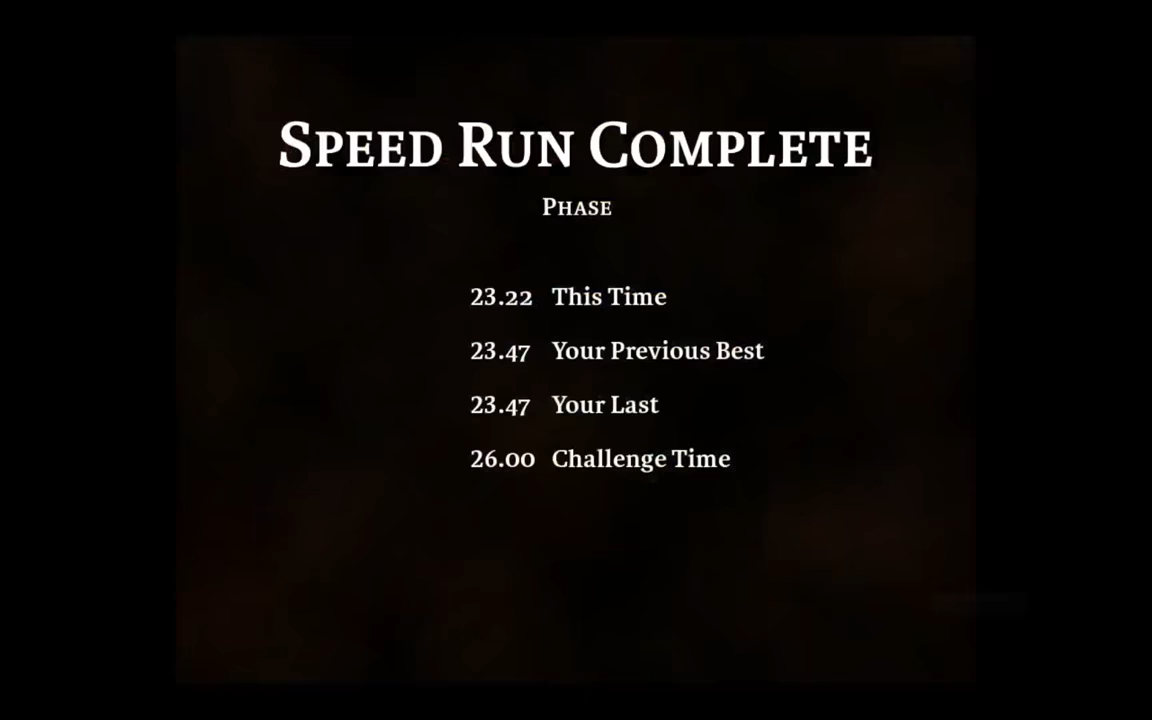 Speed Run Complete
Phase
23.22 This Time
23.47 Your Previous Best
23.47 Your Last
26.00 Challenge Time